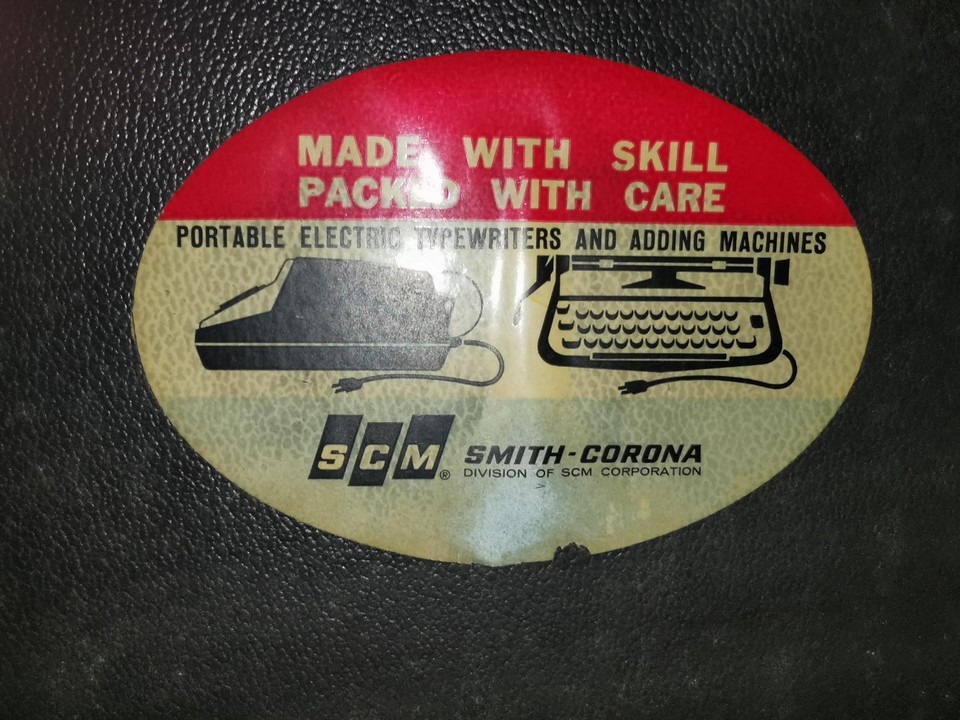 MADE WITH SKILL
PACKED WITH CARE
PORTABLE ELECTRIC TYPEWRITERS AND ADDING MACHINES
SCM®
SMITH-CORONA
DIVISION OF SCM CORPORATION